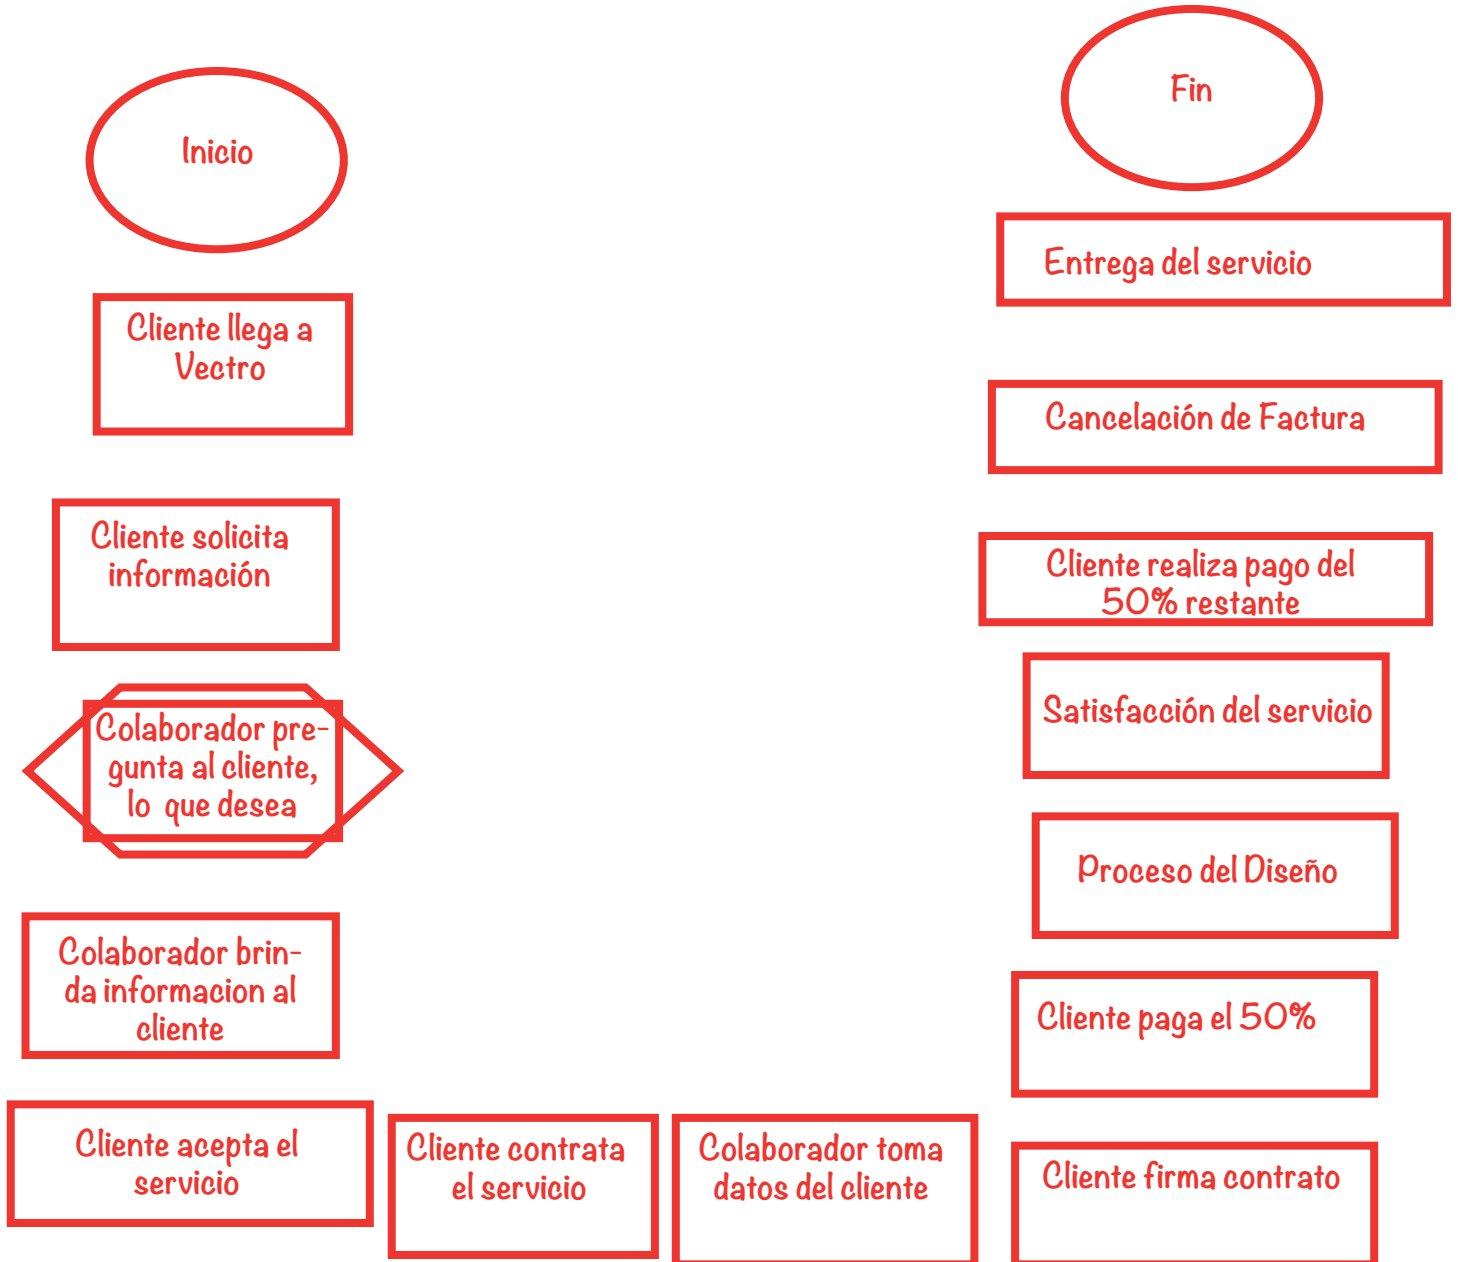 Inicio
Cliente llega a
Vectro
Cliente solicita
información
Colaborador pre-
gunta al cliente,
lo que desea
Colaborador brin-
da informacion al
cliente
Cliente acepta el
servicio
Cliente contrata
el servicio
Colaborador toma
datos del cliente
Cliente firma contrato
Cliente paga el 50%
Proceso del Diseño
Satisfacción del servicio
Cliente realiza pago del
50% restante
Cancelación de Factura
Entrega del servicio
Fin